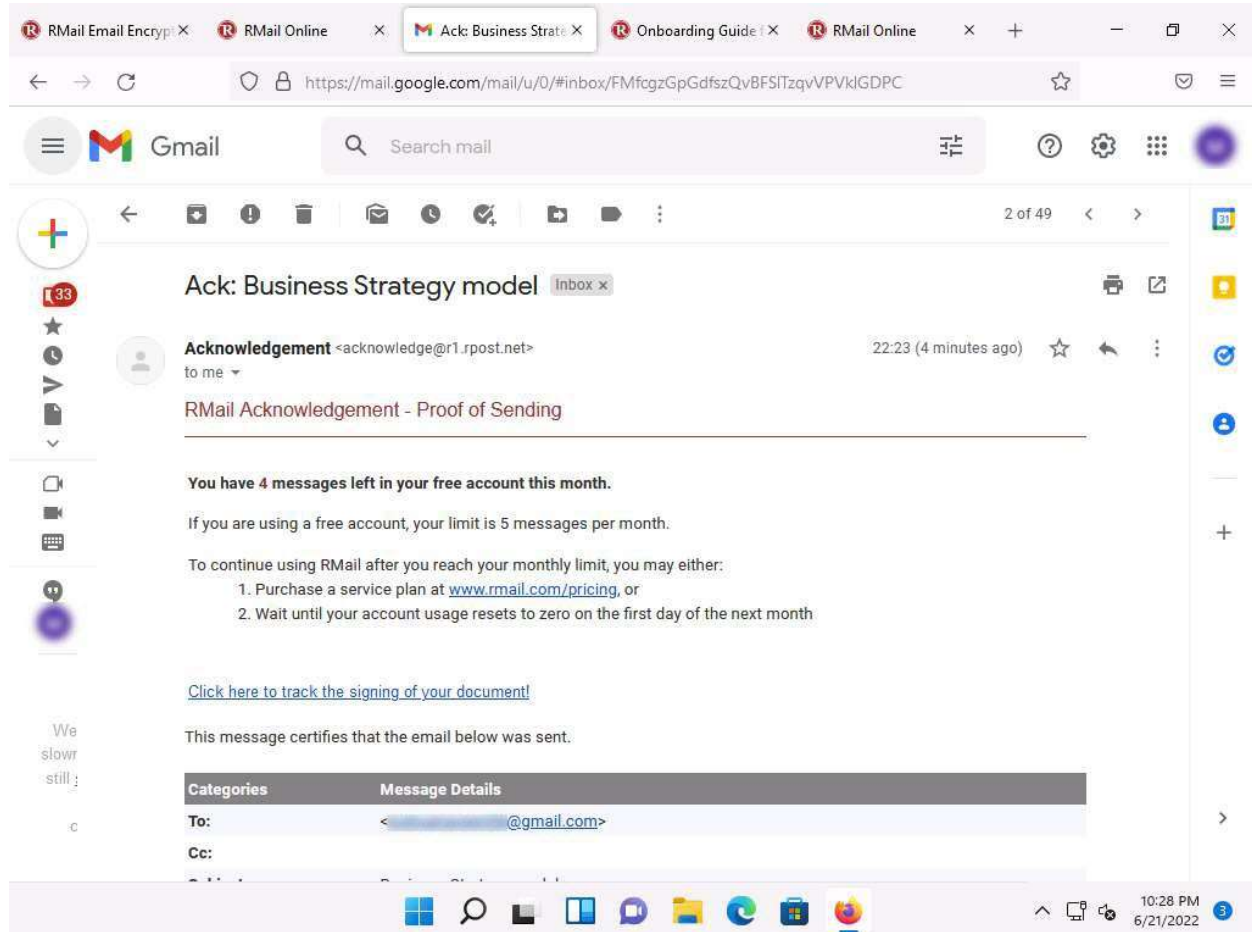 RMail Email Encryp
RMail Online
Ack: Business Strate
Onboarding Guide f
RMail Online
https://mail.google.com/mail/u/0/#inbox/FMfcgzGpGdfszQvBFSlTzqvVPVklGDPC
Gmail
Search mail
2 of 49
31
33
Ack: Business Strategy model Inbox x
Acknowledgement <acknowledge@r1.rpost.net>
22:23 (4 minutes ago)
to me
RMail Acknowledgement - Proof of Sending
You have 4 messages left in your free account this month.
If you are using a free account, your limit is 5 messages per month.
To continue using RMail after you reach your monthly limit, you may either:
1. Purchase a service plan at www.rmail.com/pricing, or
2. Wait until your account usage resets to zero on the first day of the next month
Click here to track the signing of your document!
We
slowr
still
This message certifies that the email below was sent.
Categories Message Details
To: < @gmail.com>
Cc:
10:28 PM
6/21/2022
3